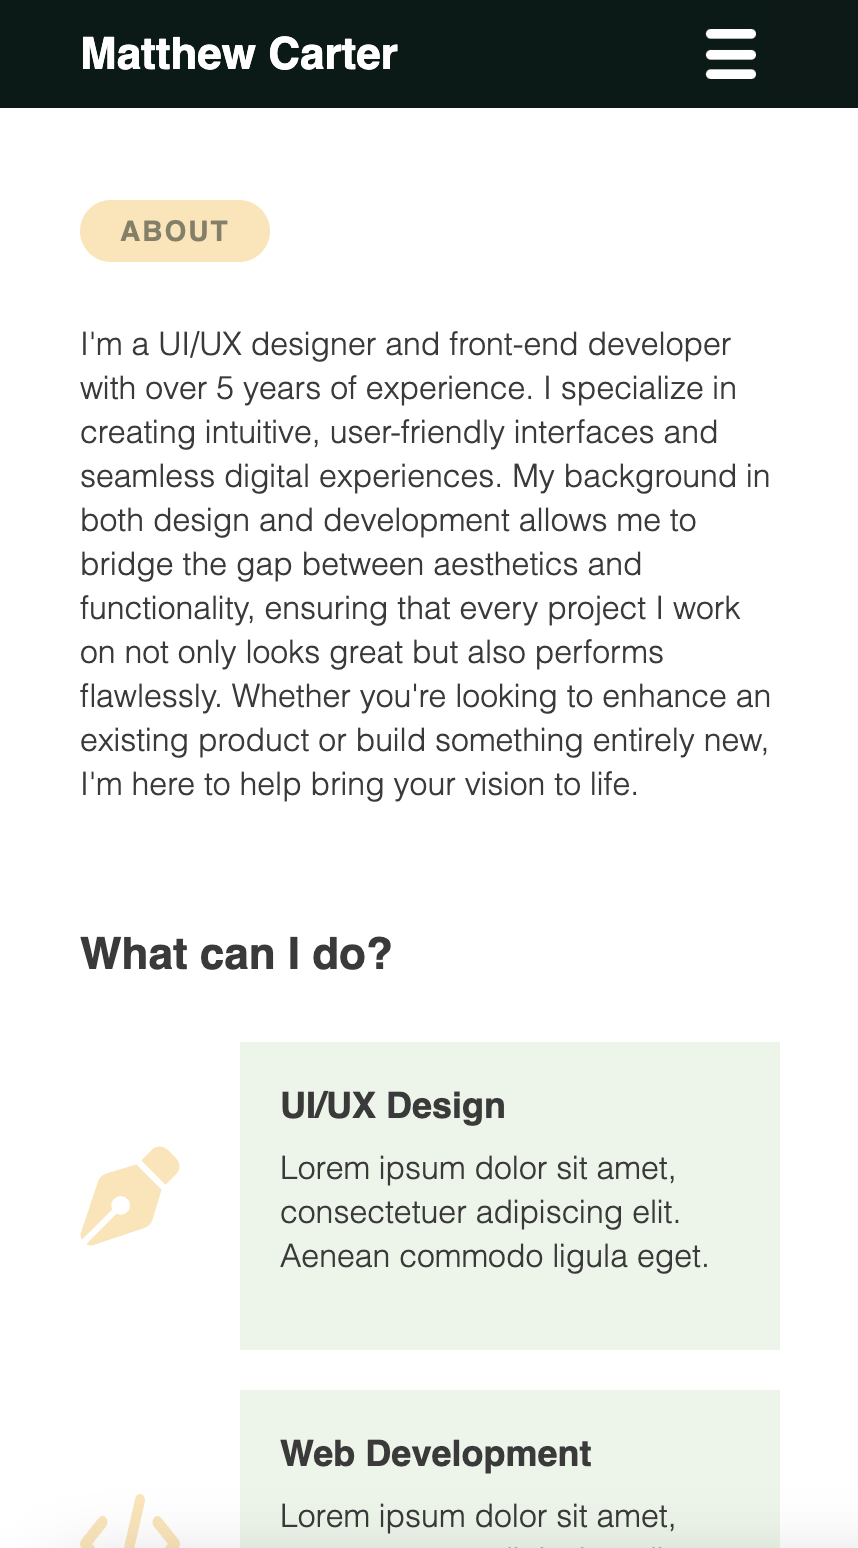 Matthew Carter
ABOUT
I'm a UI/UX designer and front-end developer
with over 5 years of experience. I specialize in
creating intuitive, user-friendly interfaces and
seamless digital experiences. My background in
both design and development allows me to
bridge the gap between aesthetics and
functionality, ensuring that every project I work
on not only looks great but also performs
flawlessly. Whether you're looking to enhance an
existing product or build something entirely new,
I'm here to help bring your vision to life.
What can I do?
UI/UX Design
Lorem ipsum dolor sit amet,
consectetuer adipiscing elit.
Aenean commodo ligula eget.
Web Development
Lorem ipsum dolor sit amet,